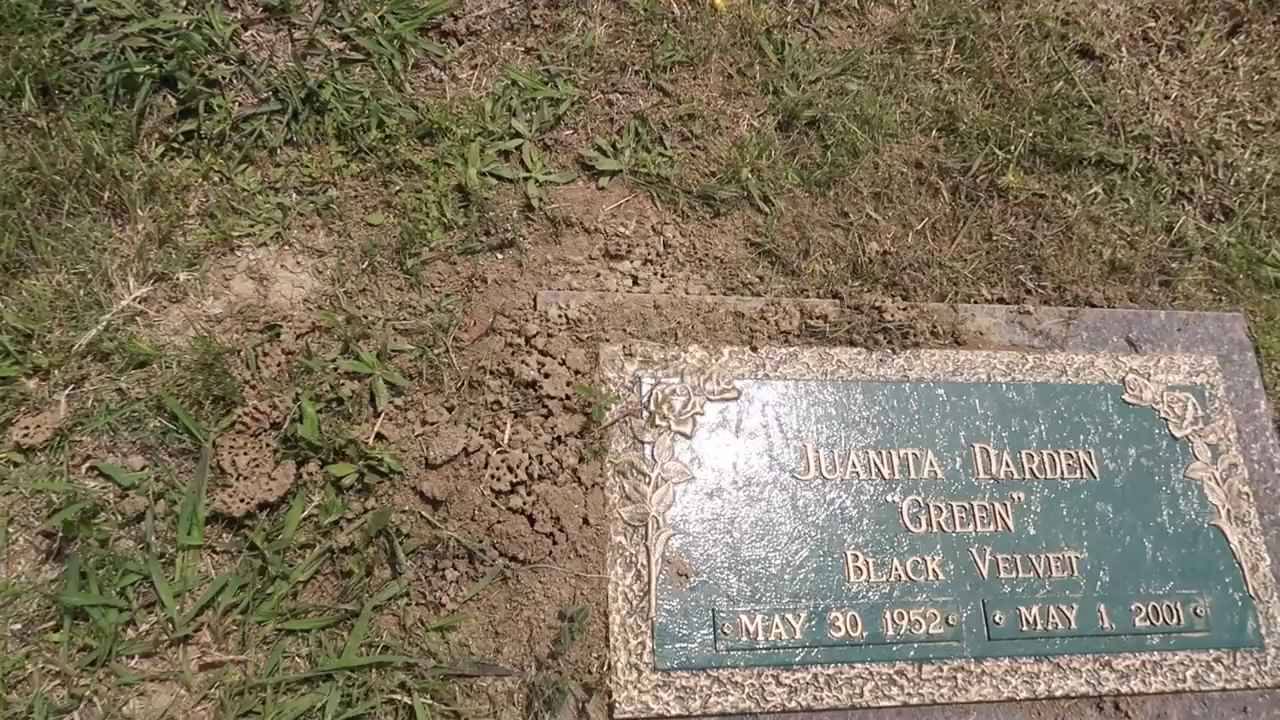 JUANITA DARDEN
"GREEN"
BLACK VELVET
MAY 30, 1952 MAY 1, 2001